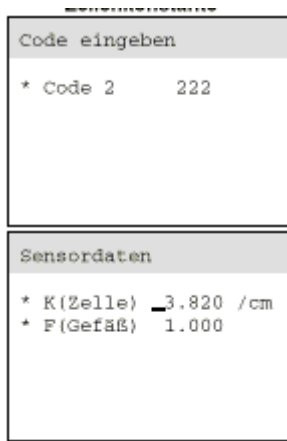 Code eingeben
* Code 2 222
Sensordaten
* K(Zelle) 3.820 /cm
* F(Gefäß) 1.000